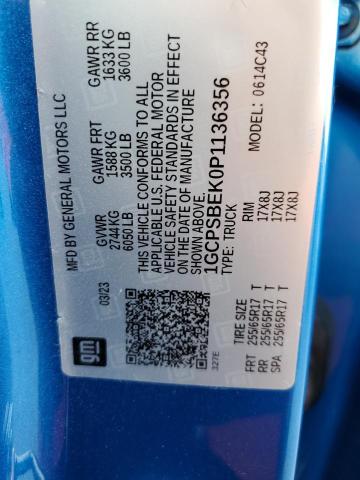 MFD BY GENERAL MOTORS LLC
03/23
GVWR
2744KG
6050 LB
GAWR FRT
1588 KG
3500 LB
GAWR RR
1633 KG
3600 LB
THIS VEHICLE CONFORMS TO ALL
APPLICABLE U.S. FEDERAL MOTOR
VEHICLE SAFETY STANDARDS IN EFFECT
ON THE DATE OF MANUFACTURE
SHOWN ABOVE.
1GCPSBEK0P1136356
TYPE: TRUCK
MODEL: 0614C43
gm
327E
TIRE SIZE RIM
FRT 255/65R17 T 17X8J
RR 255/65R17 T 17X8J
SPA 255/65R17 T 17X8J